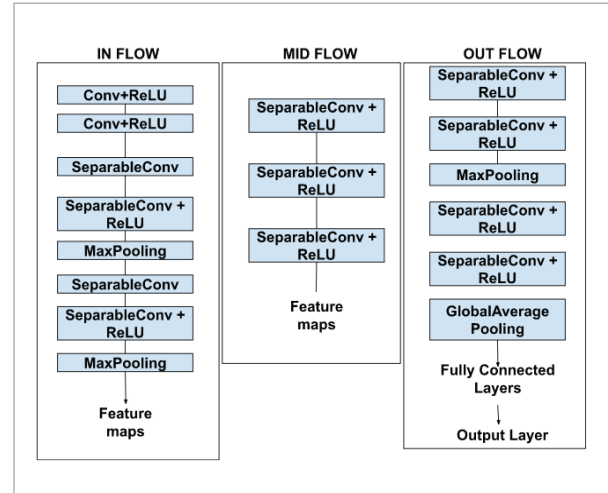 IN FLOW
Conv+ReLU
Conv+ReLU
SeparableConv
SeparableConv +
ReLU
MaxPooling
SeparableConv
SeparableConv +
ReLU
MaxPooling
Feature
maps
MID FLOW
SeparableConv +
ReLU
SeparableConv +
ReLU
SeparableConv +
ReLU
Feature
maps
OUT FLOW
SeparableConv +
ReLU
SeparableConv +
ReLU
MaxPooling
SeparableConv +
ReLU
SeparableConv +
ReLU
GlobalAverage
Pooling
Fully Connected
Layers
Output Layer